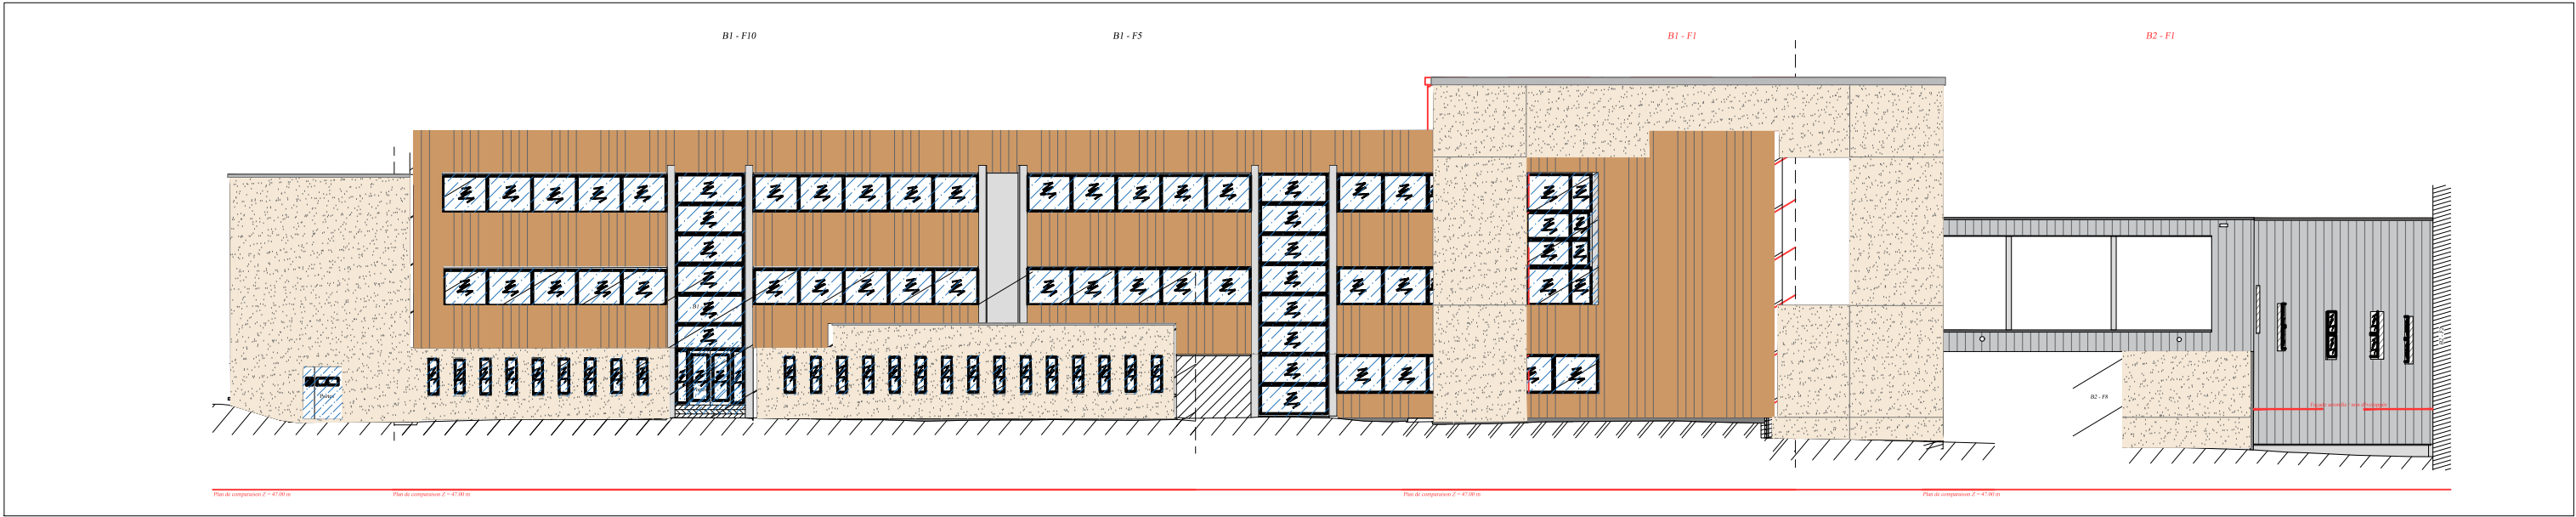 B1 - F10
B1 - F5
B1 - F1
B2 - F1
B2 - F8
Plan de comparaison Z = 47.00 m
Plan de comparaison Z = 47.00 m
Plan de comparaison Z = 47.00 m
Plan de comparaison Z = 47.00 m